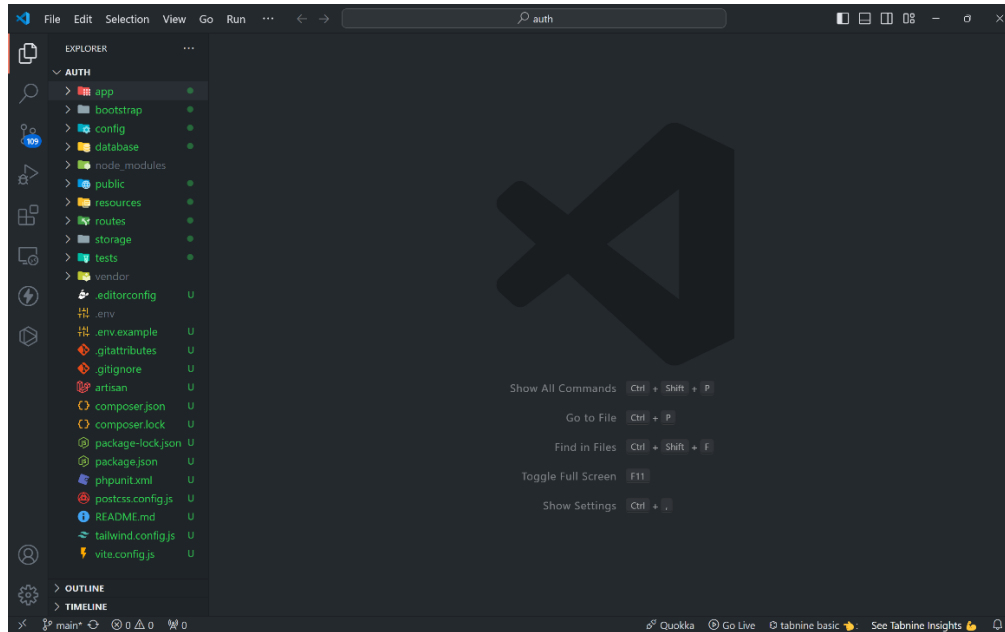 File Edit Selection View Go Run ··· auth
EXPLORER ···
AUTH
app
bootstrap
config
database
node_modules
public
resources
routes
storage
tests
vendor
.editorconfig U
.env
.env.example U
.gitattributes U
.gitignore U
artisan U
composer.json U
composer.lock U
package-lock.json U
package.json U
phpunit.xml U
postcss.config.js U
README.md U
tailwind.config.js U
vite.config.js U
OUTLINE
TIMELINE
109
Show All Commands Ctrl + Shift + P
Go to File Ctrl + P
Find in Files Ctrl + Shift + F
Toggle Full Screen F11
Show Settings Ctrl + ,
main* 0 0 0 Quokka Go Live tabnine basic : See Tabnine Insights